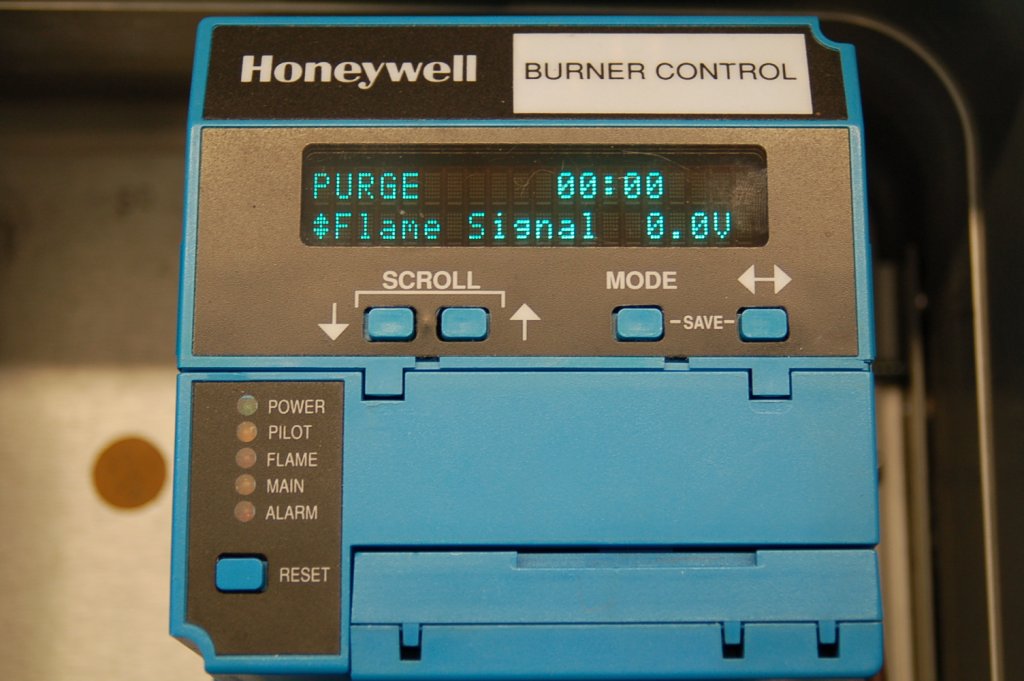 Honeywell
BURNER CONTROL
PURGE 00:00
Flame Signal 0.0V
SCROLL
MODE
-SAVE-
POWER
PILOT
FLAME
MAIN
ALARM
RESET